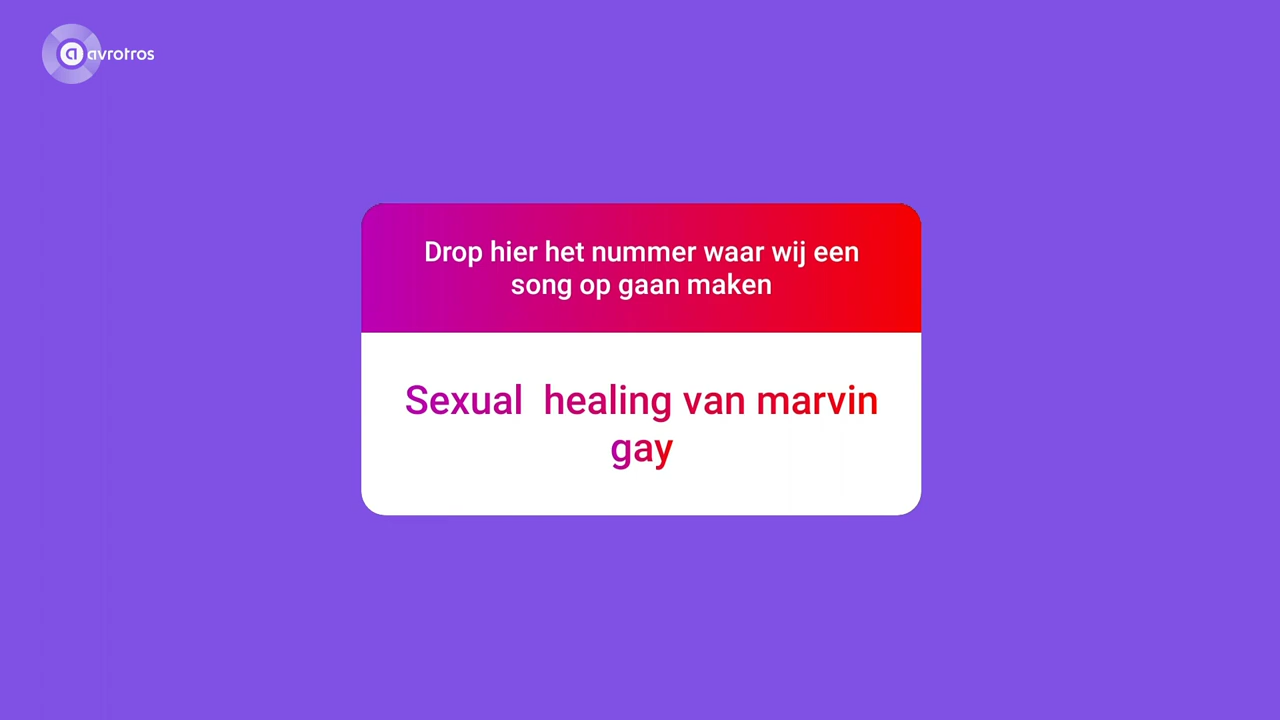 avrotros
Drop hier het nummer waar wij een
song op gaan maken
Sexual  healing van marvin
gay